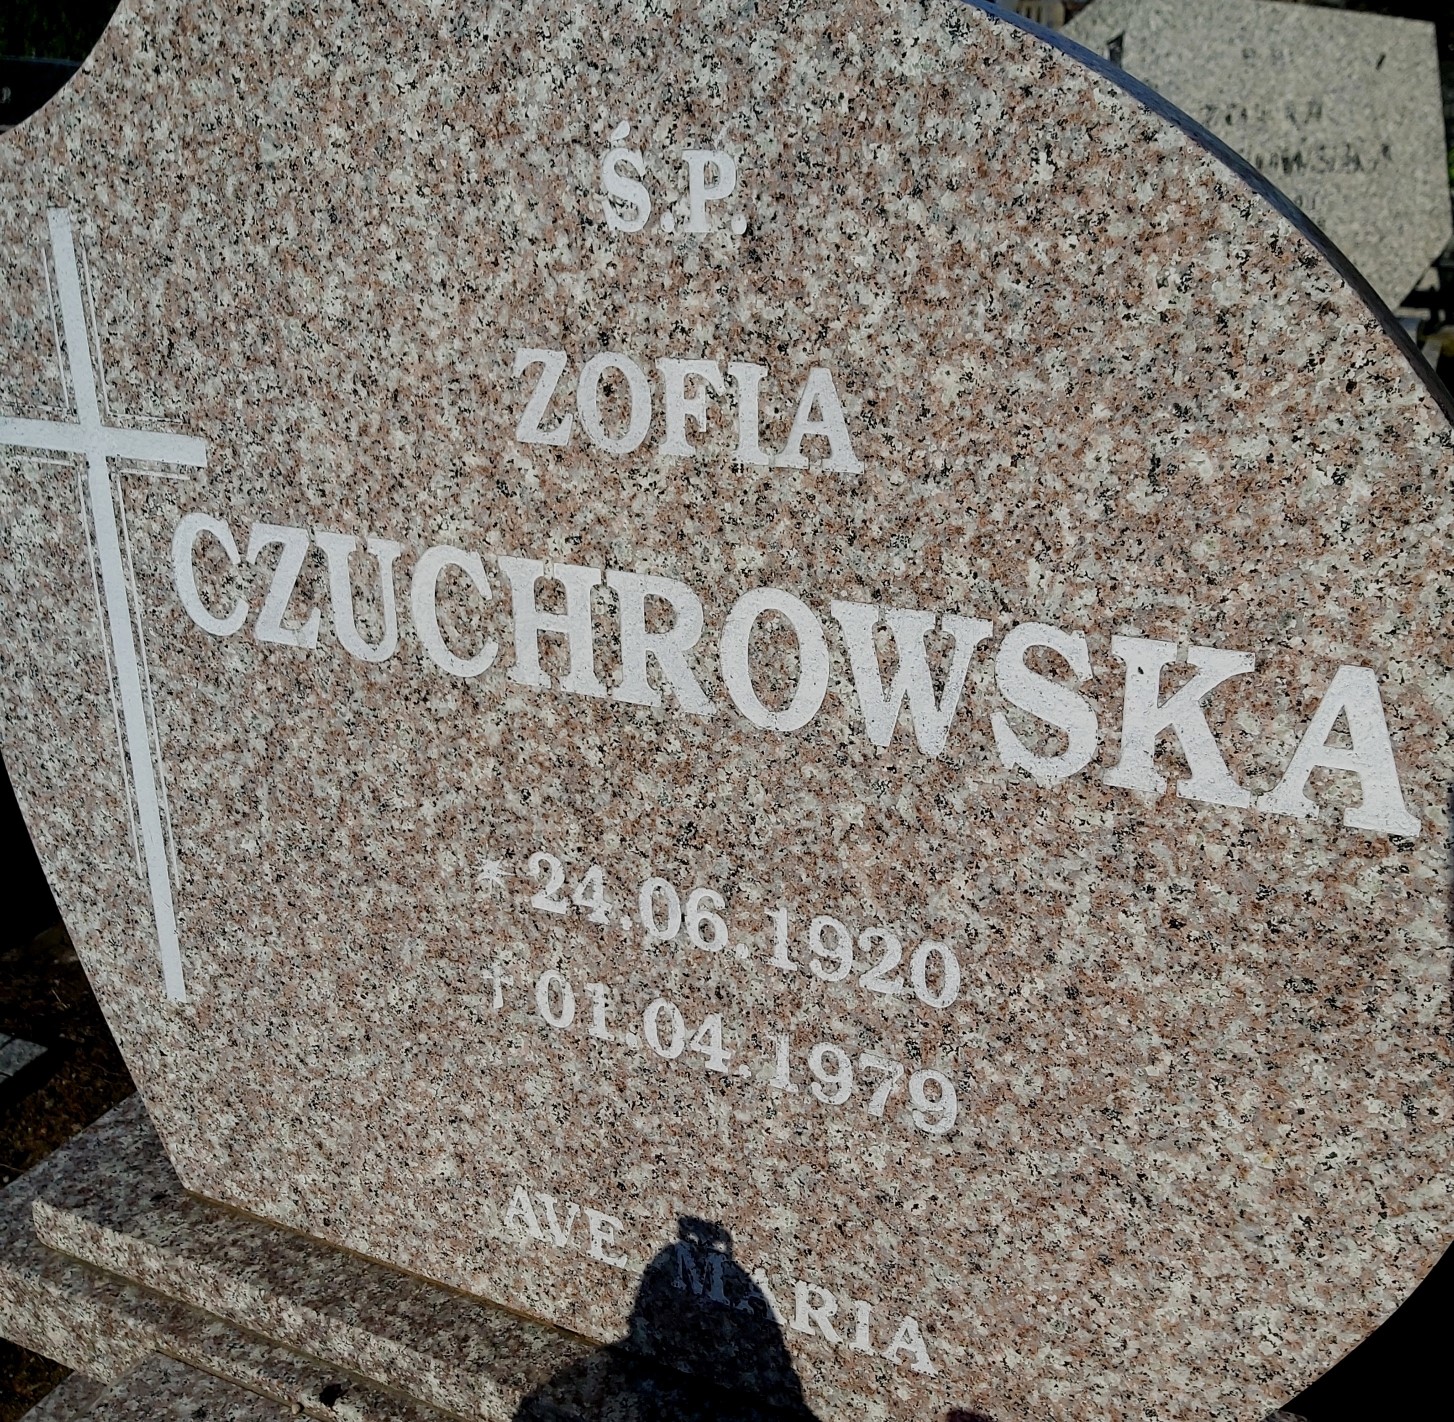 Ś.P.
ZOFIA
CZUCHROWSKA
* 24.06.1920
† 01.04.1979
AVE MARIA